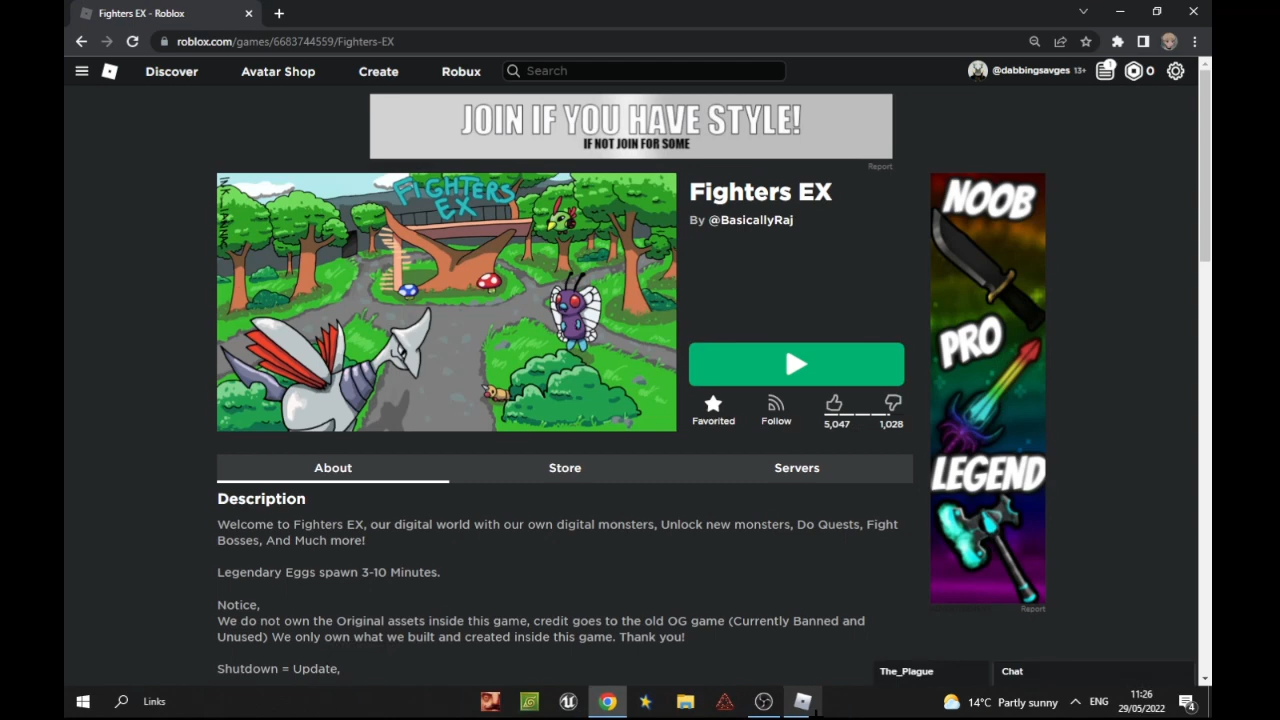 Fighters EX - Roblox
roblox.com/games/6683744559/Fighters-EX
Discover
Avatar Shop
Create
Robux
Search
@dabbingsavges 13+
1
0
JOIN IF YOU HAVE STYLE!
IF NOT JOIN FOR SOME
Report
FIGHTERS
EX
Fighters EX
By @BasicallyRaj
Favorited
Follow
5,047
1,028
NOOB
PRO
LEGEND
Report
About
Store
Servers
Description
Welcome to Fighters EX, our digital world with our own digital monsters, Unlock new monsters, Do Quests, Fight
Bosses, And Much more!
Legendary Eggs spawn 3-10 Minutes.
Notice,
We do not own the Original assets inside this game, credit goes to the old OG game (Currently Banned and
Unused) We only own what we built and created inside this game. Thank you!
Shutdown = Update,
The_Plague
Chat
Links
14°C Partly sunny
ENG
11:26
29/05/2022
4